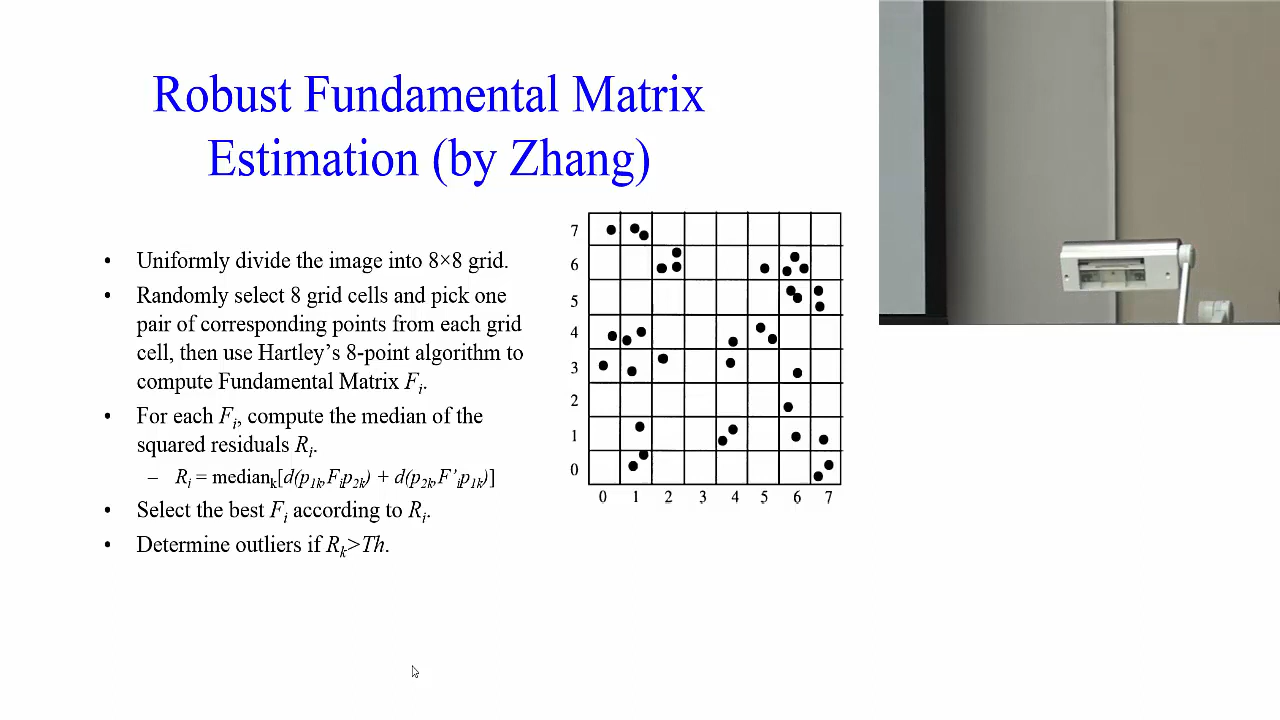 Robust Fundamental Matrix
Estimation (by Zhang)
• Uniformly divide the image into 8×8 grid.
• Randomly select 8 grid cells and pick one
pair of corresponding points from each grid
cell, then use Hartley's 8-point algorithm to
compute Fundamental Matrix Fi.
• For each Fi, compute the median of the
squared residuals Ri.
– Ri = mediank[d(p1k,Fip2k) + d(p2k,F'ip1k)]
• Select the best Fi according to Ri.
• Determine outliers if Rk>Th.
7
6
5
4
3
2
1
0
0 1 2 3 4 5 6 7